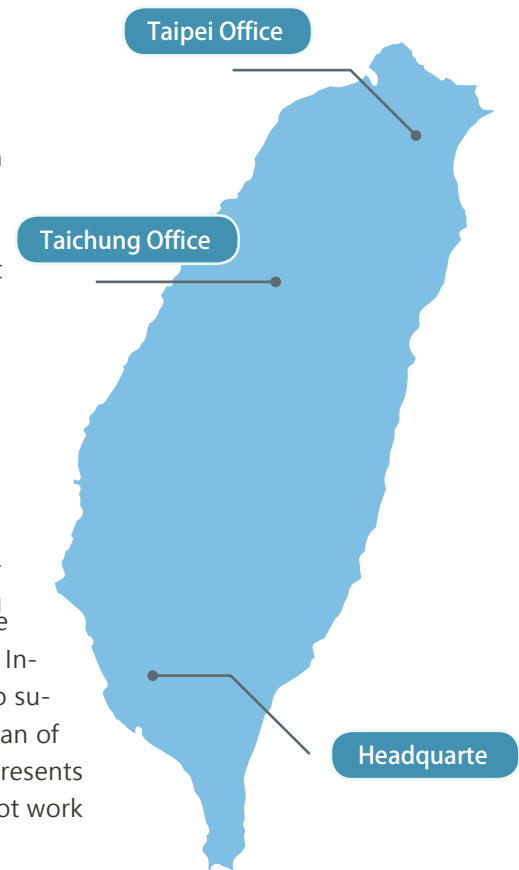 Taipei Office
Taichung Office
e
In-
o su-
an of
resents
ot work
Headquarte